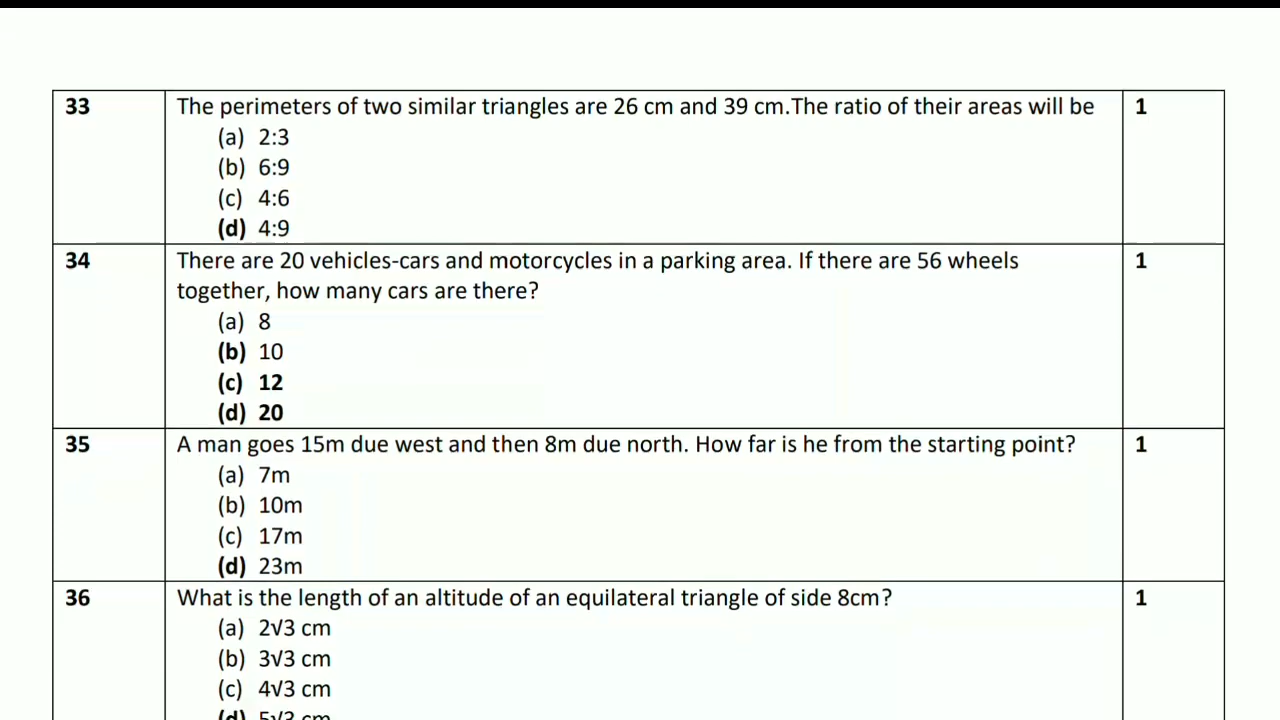 33 The perimeters of two similar triangles are 26 cm and 39 cm.The ratio of their areas will be 1
(a) 2:3
(b) 6:9
(c) 4:6
(d) 4:9
34 There are 20 vehicles-cars and motorcycles in a parking area. If there are 56 wheels 1
together, how many cars are there?
(a) 8
(b) 10
(c) 12
(d) 20
35 A man goes 15m due west and then 8m due north. How far is he from the starting point? 1
(a) 7m
(b) 10m
(c) 17m
(d) 23m
36 What is the length of an altitude of an equilateral triangle of side 8cm? 1
(a) 2√3 cm
(b) 3√3 cm
(c) 4√3 cm
(d) 5√3 cm